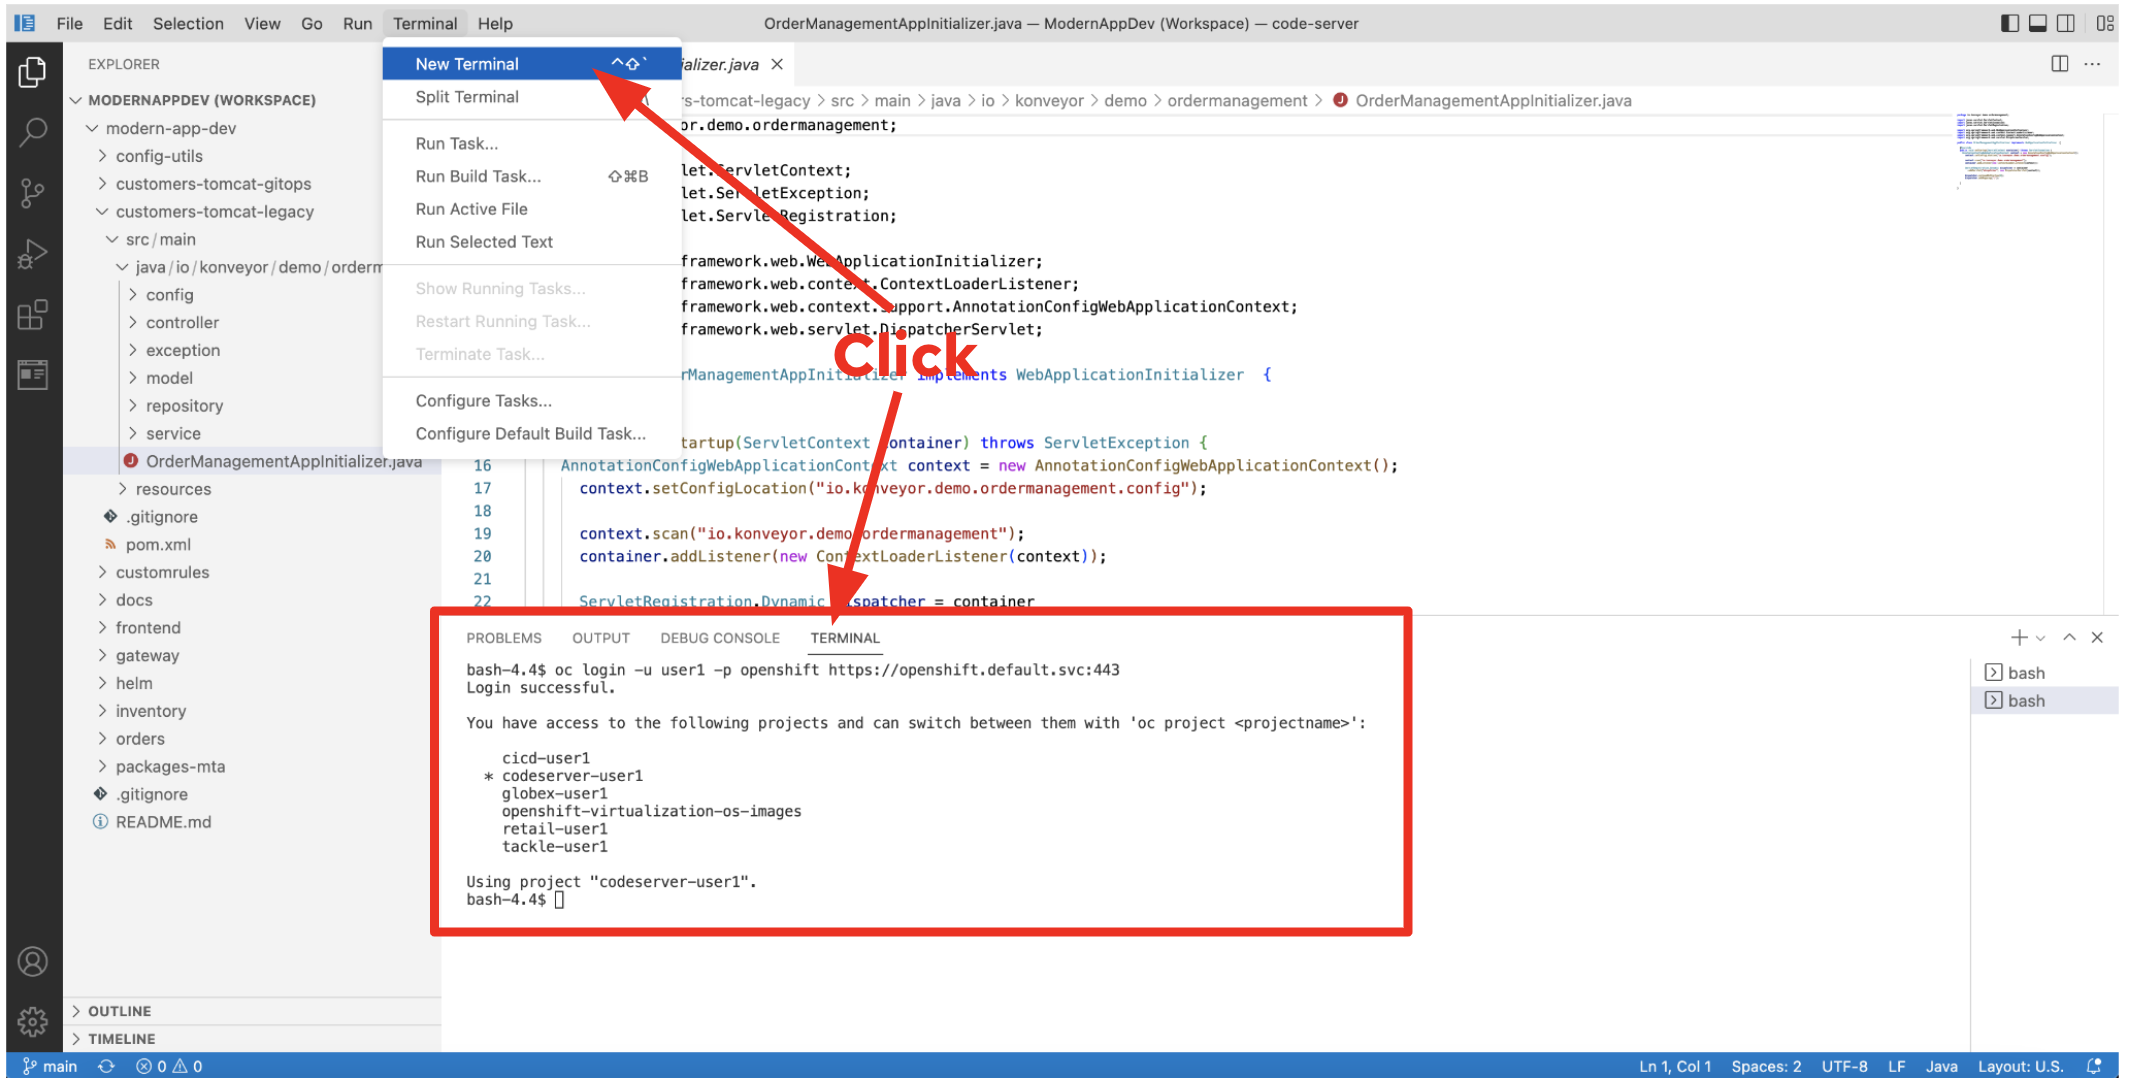 File Edit Selection View Go Run Terminal Help OrderManagementAppInitializer.java — ModernAppDev (Workspace) — code-server
EXPLORER
MODERNAPPDEV (WORKSPACE)
modern-app-dev
config-utils
customers-tomcat-gitops
customers-tomcat-legacy
src/main
java/io/konveyor/demo/orderm
config
controller
exception
model
repository
service
OrderManagementAppInitializer.java
resources
.gitignore
pom.xml
customrules
docs
frontend
gateway
helm
inventory
orders
packages-mta
.gitignore
README.md
OUTLINE
TIMELINE
New Terminal ^⇧`
Split Terminal
Run Task...
Run Build Task... ⇧⌘B
Run Active File
Run Selected Text
Show Running Tasks...
Restart Running Task...
Terminate Task...
Configure Tasks...
Configure Default Build Task...
ializer.java
rs-tomcat-legacy > src > main > java > io > konveyor > demo > ordermanagement > OrderManagementAppInitializer.java
or.demo.ordermanagement;
let.ServletContext;
let.ServletException;
let.ServletRegistration;
framework.web.WebApplicationInitializer;
framework.web.context.ContextLoaderListener;
framework.web.context.support.AnnotationConfigWebApplicationContext;
framework.web.servlet.DispatcherServlet;
Click
rManagementAppInitializer implements WebApplicationInitializer {
tartup(ServletContext container) throws ServletException {
16 AnnotationConfigWebApplicationContext context = new AnnotationConfigWebApplicationContext();
17 context.setConfigLocation("io.konveyor.demo.ordermanagement.config");
18
19 context.scan("io.konveyor.demo.ordermanagement");
20 container.addListener(new ContextLoaderListener(context));
21
22 ServletRegistration.Dynamic dispatcher = container
PROBLEMS OUTPUT DEBUG CONSOLE TERMINAL
bash-4.4$ oc login -u user1 -p openshift https://openshift.default.svc:443
Login successful.
You have access to the following projects and can switch between them with 'oc project <projectname>':
cicd-user1
* codeserver-user1
globex-user1
openshift-virtualization-os-images
retail-user1
tackle-user1
Using project "codeserver-user1".
bash-4.4$
bash
bash
main 0 0 Ln 1, Col 1 Spaces: 2 UTF-8 LF Java Layout: U.S.